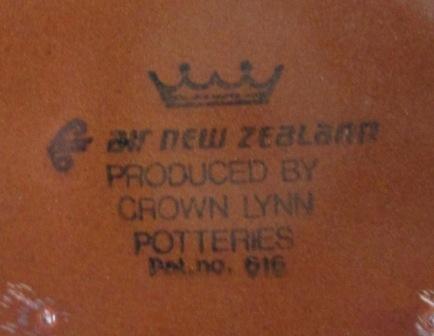 air new zealand
PRODUCED BY
CROWN LYNN
POTTERIES
Pat.no. 616